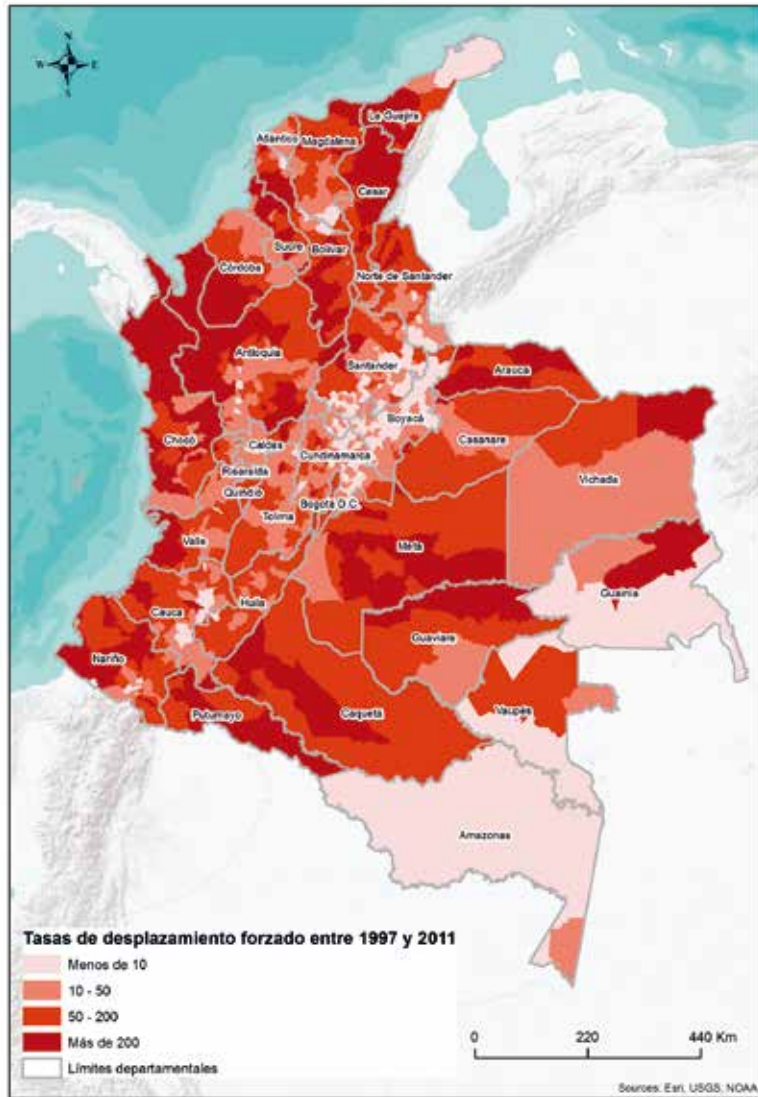 N
W E
S
La Guajira
Atlántico
Magdalena
Cesar
Sucre
Bolívar
Córdoba
Norte de Santander
Antioquia
Santander
Arauca
Boyacá
Chocó
Caldas
Casanare
Cundinamarca
Risaralda
Vichada
Quindío
Bogotá D.C.
Tolima
Valle
Meta
Guainía
Cauca
Huila
Guaviare
Nariño
Putumayo
Caquetá
Vaupés
Amazonas
Tasas de desplazamiento forzado entre 1997 y 2011
Menos de 10
10 - 50
50 - 200
Más de 200
Límites departamentales
0 220 440 Km
Sources: Esri, USGS, NOAA